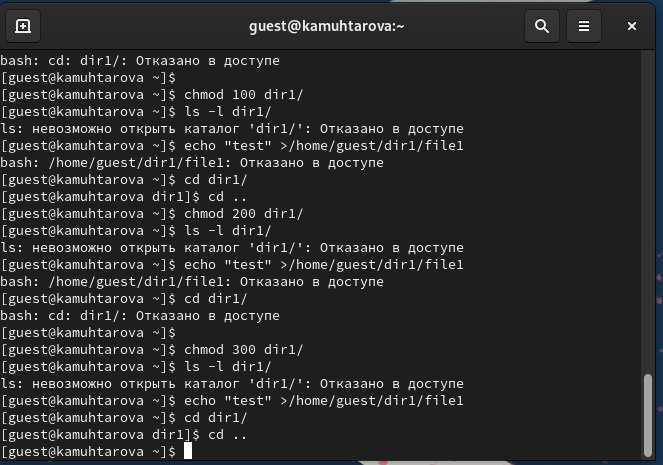 guest@kamuhtarova:~
bash: cd: dir1/: Отказано в доступе
[guest@kamuhtarova ~]$
[guest@kamuhtarova ~]$ chmod 100 dir1/
[guest@kamuhtarova ~]$ ls -l dir1/
ls: невозможно открыть каталог 'dir1/': Отказано в доступе
[guest@kamuhtarova ~]$ echo "test" >/home/guest/dir1/file1
bash: /home/guest/dir1/file1: Отказано в доступе
[guest@kamuhtarova ~]$ cd dir1/
[guest@kamuhtarova dir1]$ cd ..
[guest@kamuhtarova ~]$ chmod 200 dir1/
[guest@kamuhtarova ~]$ ls -l dir1/
ls: невозможно открыть каталог 'dir1/': Отказано в доступе
[guest@kamuhtarova ~]$ echo "test" >/home/guest/dir1/file1
bash: /home/guest/dir1/file1: Отказано в доступе
[guest@kamuhtarova ~]$ cd dir1/
bash: cd: dir1/: Отказано в доступе
[guest@kamuhtarova ~]$
[guest@kamuhtarova ~]$ chmod 300 dir1/
[guest@kamuhtarova ~]$ ls -l dir1/
ls: невозможно открыть каталог 'dir1/': Отказано в доступе
[guest@kamuhtarova ~]$ echo "test" >/home/guest/dir1/file1
[guest@kamuhtarova ~]$ cd dir1/
[guest@kamuhtarova dir1]$ cd ..
[guest@kamuhtarova ~]$